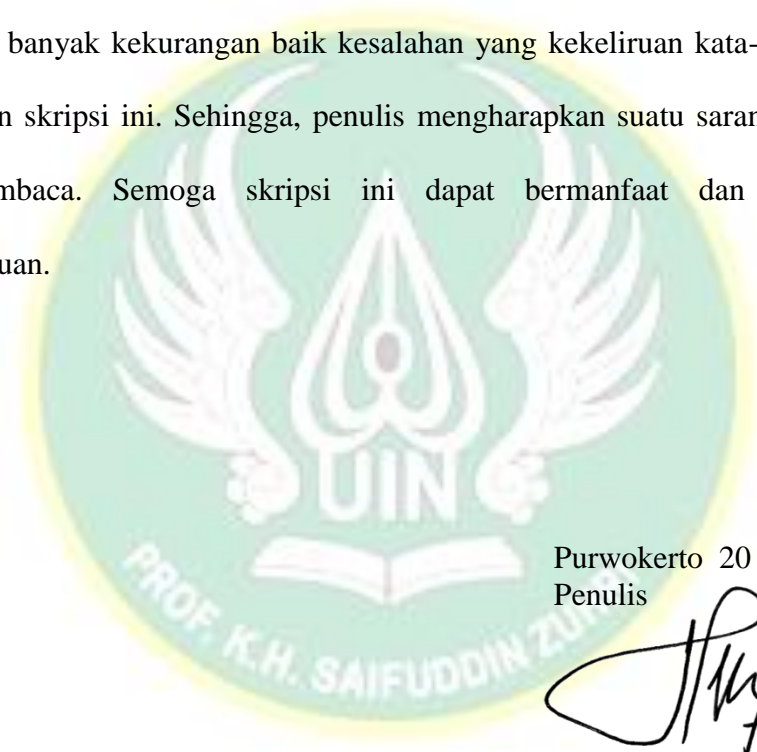 banyak kekurangan baik kesalahan yang kekeliruan kata-
n skripsi ini. Sehingga, penulis mengharapkan suatu saran
mbaca. Semoga skripsi ini dapat bermanfaat dan
uan.
UIN
PROF. K.H. SAIFUDDIN ZUHRI
Purwokerto 20
Penulis